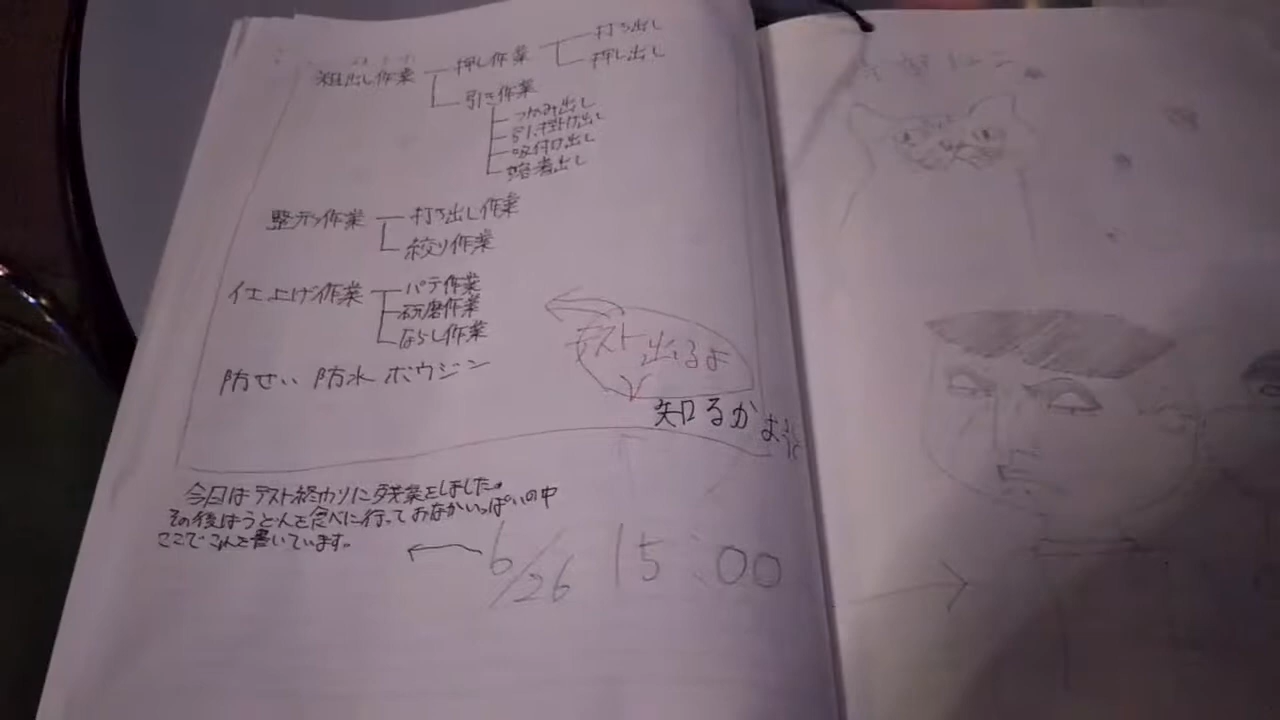 粗出し作業
押し作業
打ち出し
押し出し
引き作業
つかみ出し
引掛け出し
吸付け出し
溶着出し
整形作業
打ち出し作業
絞り作業
仕上げ作業
パテ作業
研磨作業
ならし作業
防せい 防水 ボウジン
テスト出るよ
知るかよ
今日はテスト終わりに残業をしました。
その後はうどんを食べに行っておなかいっぱいの中
ここでこれを書いています。
6/26 15:00